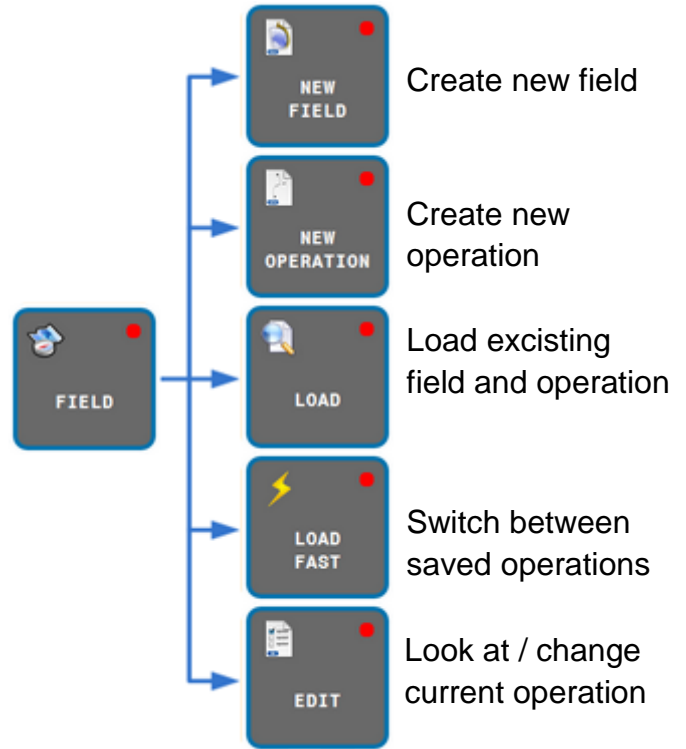 NEW
FIELD
Create new field
NEW
OPERATION
Create new
operation
FIELD
LOAD
Load excisting
field and operation
LOAD
FAST
Switch between
saved operations
EDIT
Look at / change
current operation